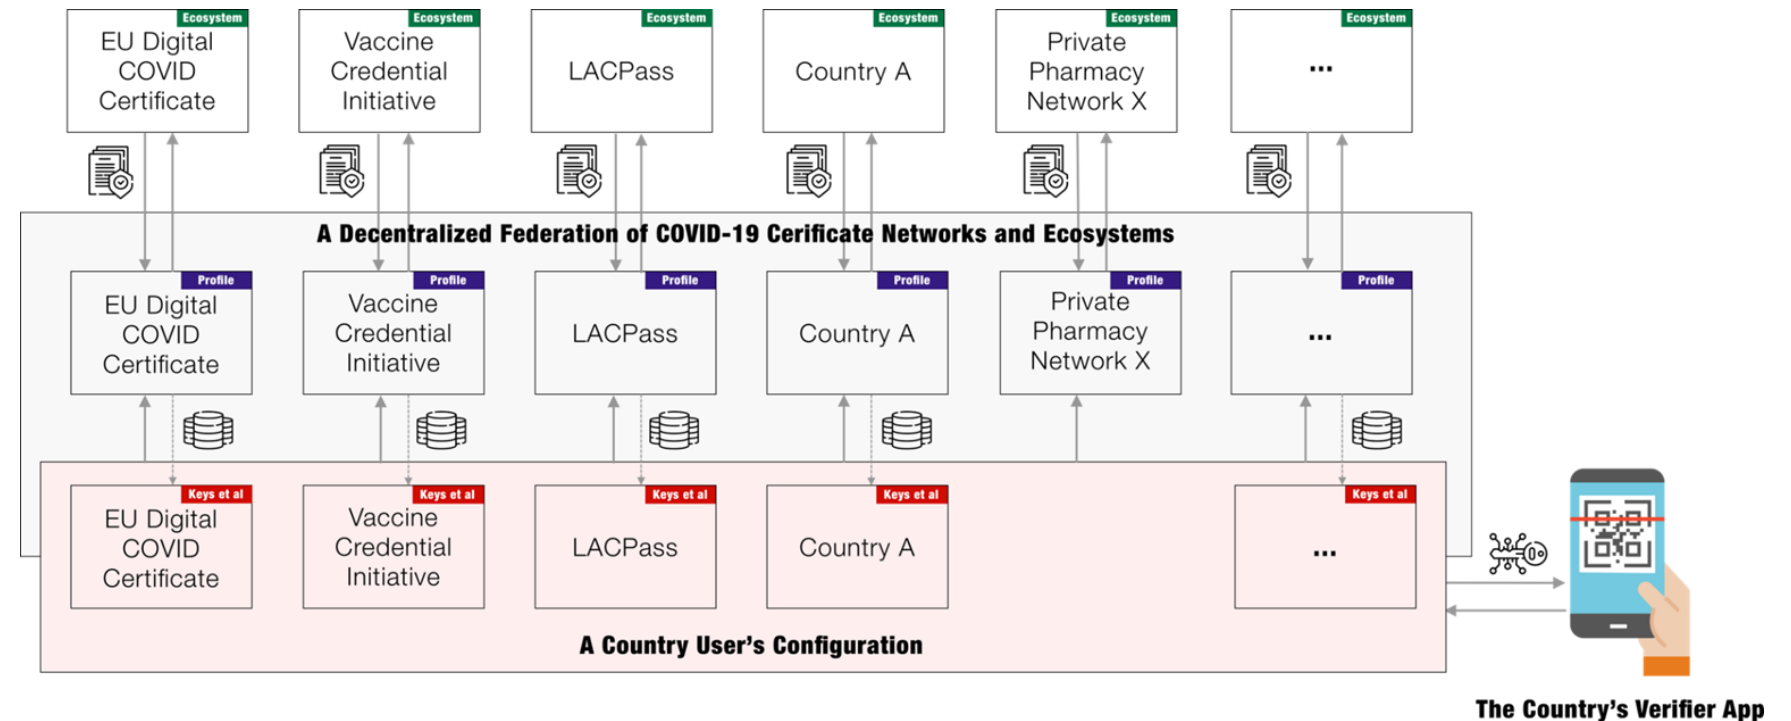 Ecosystem
EU Digital
COVID
Certificate
Ecosystem
Vaccine
Credential
Initiative
Ecosystem
LACPass
Ecosystem
Country A
Ecosystem
Private
Pharmacy
Network X
Ecosystem
...
A Decentralized Federation of COVID-19 Cerificate Networks and Ecosystems
Profile
EU Digital
COVID
Certificate
Profile
Vaccine
Credential
Initiative
Profile
LACPass
Profile
Country A
Profile
Private
Pharmacy
Network X
Profile
...
Keys et al
EU Digital
COVID
Certificate
Keys et al
Vaccine
Credential
Initiative
Keys et al
LACPass
Keys et al
Country A
Keys et al
...
A Country User's Configuration
The Country's Verifier App